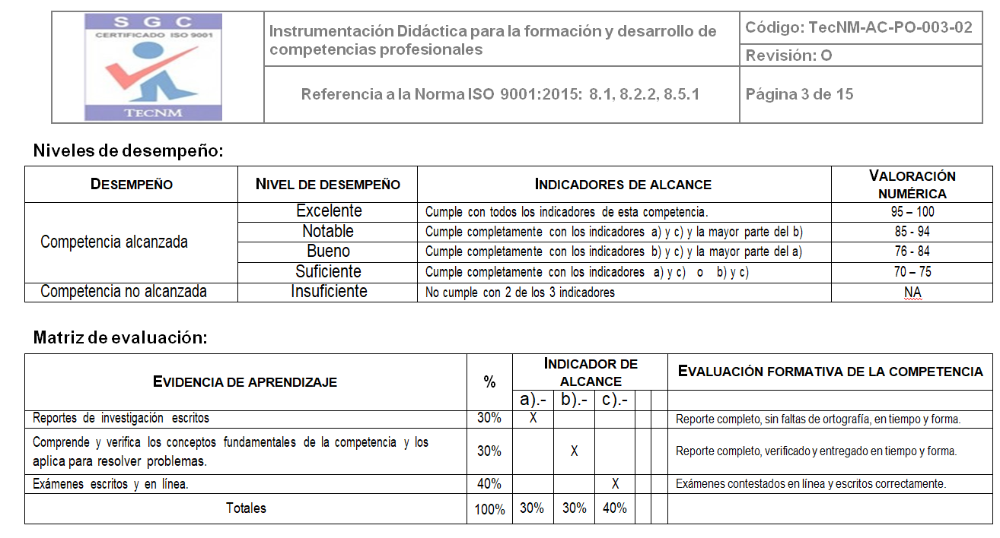 S G C
CERTIFICADO ISO 9001
TECNM
Instrumentación Didáctica para la formación y desarrollo de
competencias profesionales
Código: TecNM-AC-PO-003-02
Revisión: O
Referencia a la Norma ISO 9001:2015: 8.1, 8.2.2, 8.5.1
Página 3 de 15
Niveles de desempeño:
DESEMPEÑO NIVEL DE DESEMPEÑO INDICADORES DE ALCANCE VALORACIÓN
NUMÉRICA
Competencia alcanzada
Excelente Cumple con todos los indicadores de esta competencia. 95 – 100
Notable Cumple completamente con los indicadores a) y c) y la mayor parte del b) 85 - 94
Bueno Cumple completamente con los indicadores b) y c) y la mayor parte del a) 76 - 84
Suficiente Cumple completamente con los indicadores a) y c) o b) y c) 70 – 75
Competencia no alcanzada Insuficiente No cumple con 2 de los 3 indicadores NA
Matriz de evaluación:
EVIDENCIA DE APRENDIZAJE % INDICADOR DE
ALCANCE
EVALUACIÓN FORMATIVA DE LA COMPETENCIA
a).- b).- c).-
Reportes de investigación escritos 30% X Reporte completo, sin faltas de ortografía, en tiempo y forma.
Comprende y verifica los conceptos fundamentales de la competencia y los
aplica para resolver problemas.
30% X Reporte completo, verificado y entregado en tiempo y forma.
Exámenes escritos y en línea. 40% X Exámenes contestados en línea y escritos correctamente.
Totales 100% 30% 30% 40%